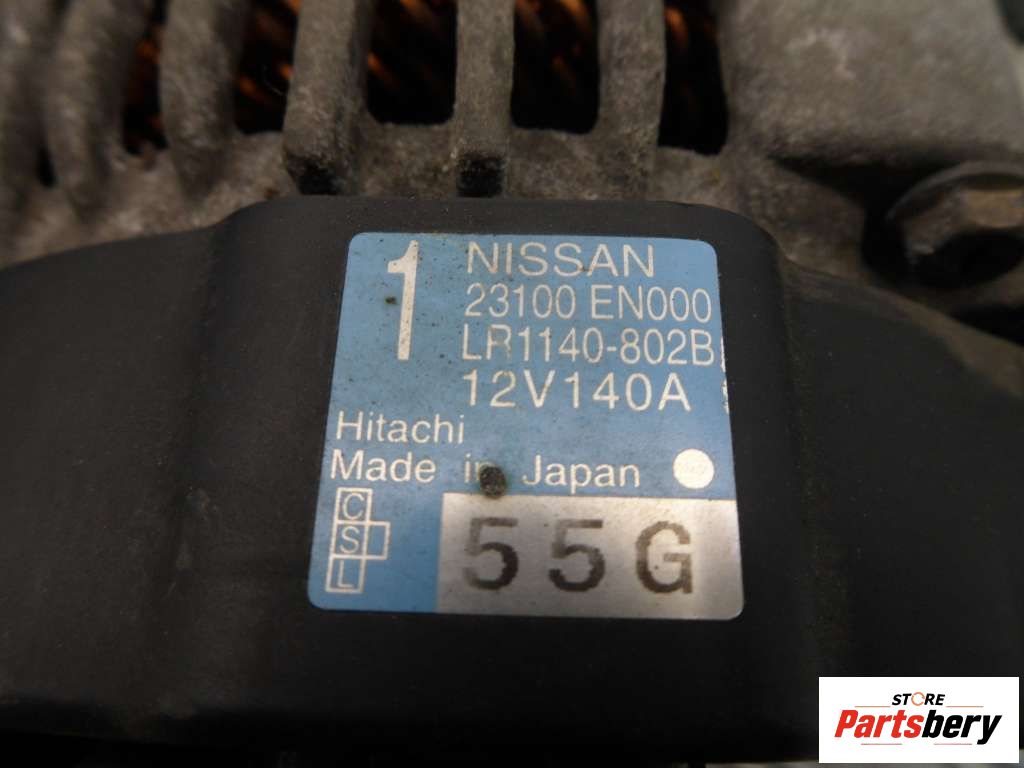 1
NISSAN
23100 EN000
LR1140-802B
12V140A
Hitachi
Made in Japan
C
S
L
55G
STORE
Partsbery